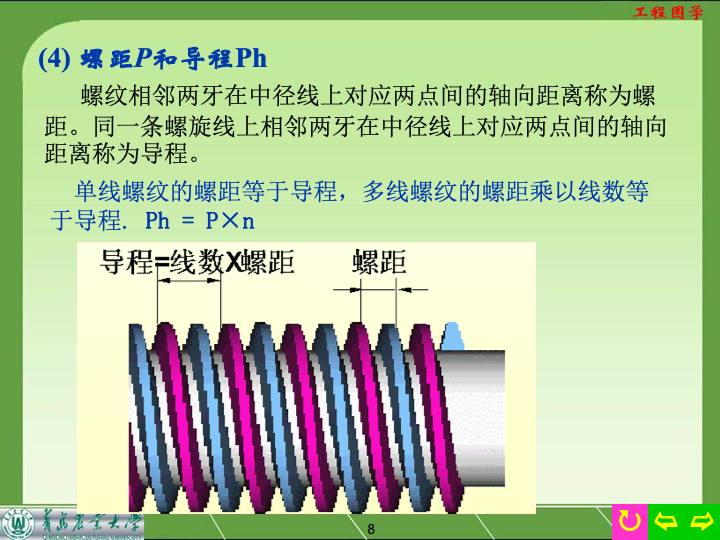 工程图学
(4) 螺距P和导程Ph
螺纹相邻两牙在中径线上对应两点间的轴向距离称为螺
距。同一条螺旋线上相邻两牙在中径线上对应两点间的轴向
距离称为导程。
单线螺纹的螺距等于导程，多线螺纹的螺距乘以线数等
于导程. Ph = P×n
导程=线数X螺距 螺距
青岛农业大学
8